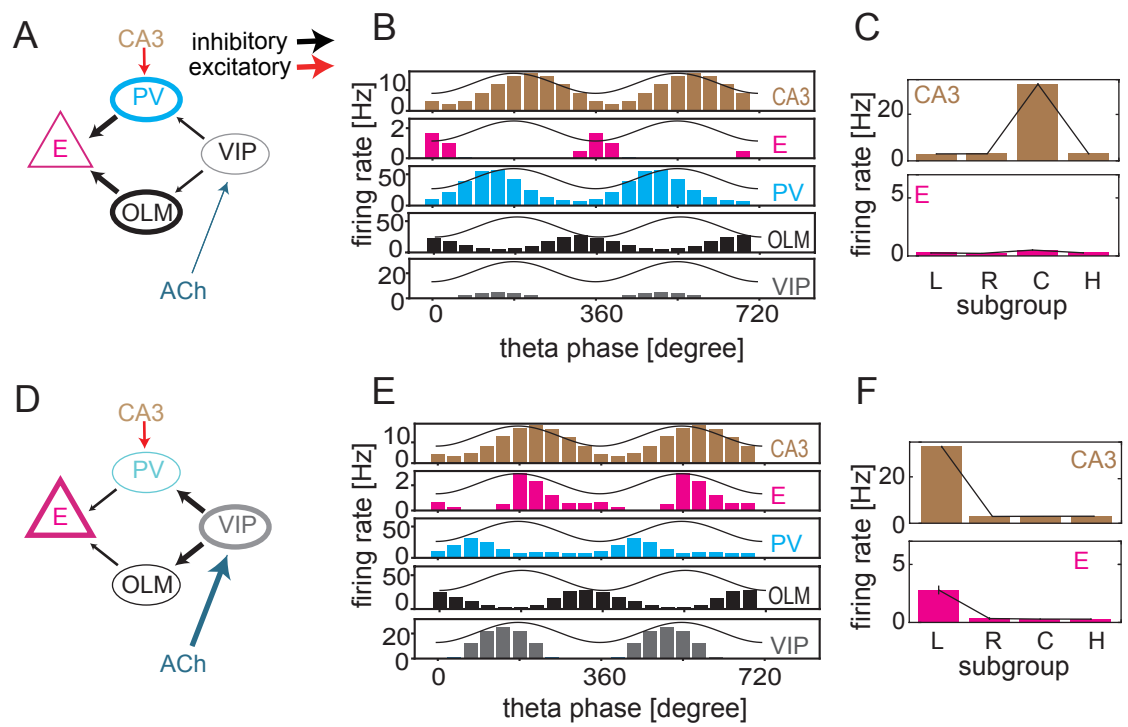 A
CA3
inhibitory
excitatory
PV
E
VIP
OLM
ACh
B
firing rate [Hz]
10
0
CA3
2
0
E
50
0
PV
50
0
OLM
20
0
VIP
0
360
720
theta phase [degree]
C
firing rate [Hz]
20
0
CA3
5
0
E
L
R
C
H
subgroup
D
CA3
PV
E
VIP
OLM
ACh
E
firing rate [Hz]
10
0
CA3
2
0
E
50
0
PV
50
0
OLM
20
0
VIP
0
360
720
theta phase [degree]
F
firing rate [Hz]
20
0
CA3
5
0
E
L
R
C
H
subgroup